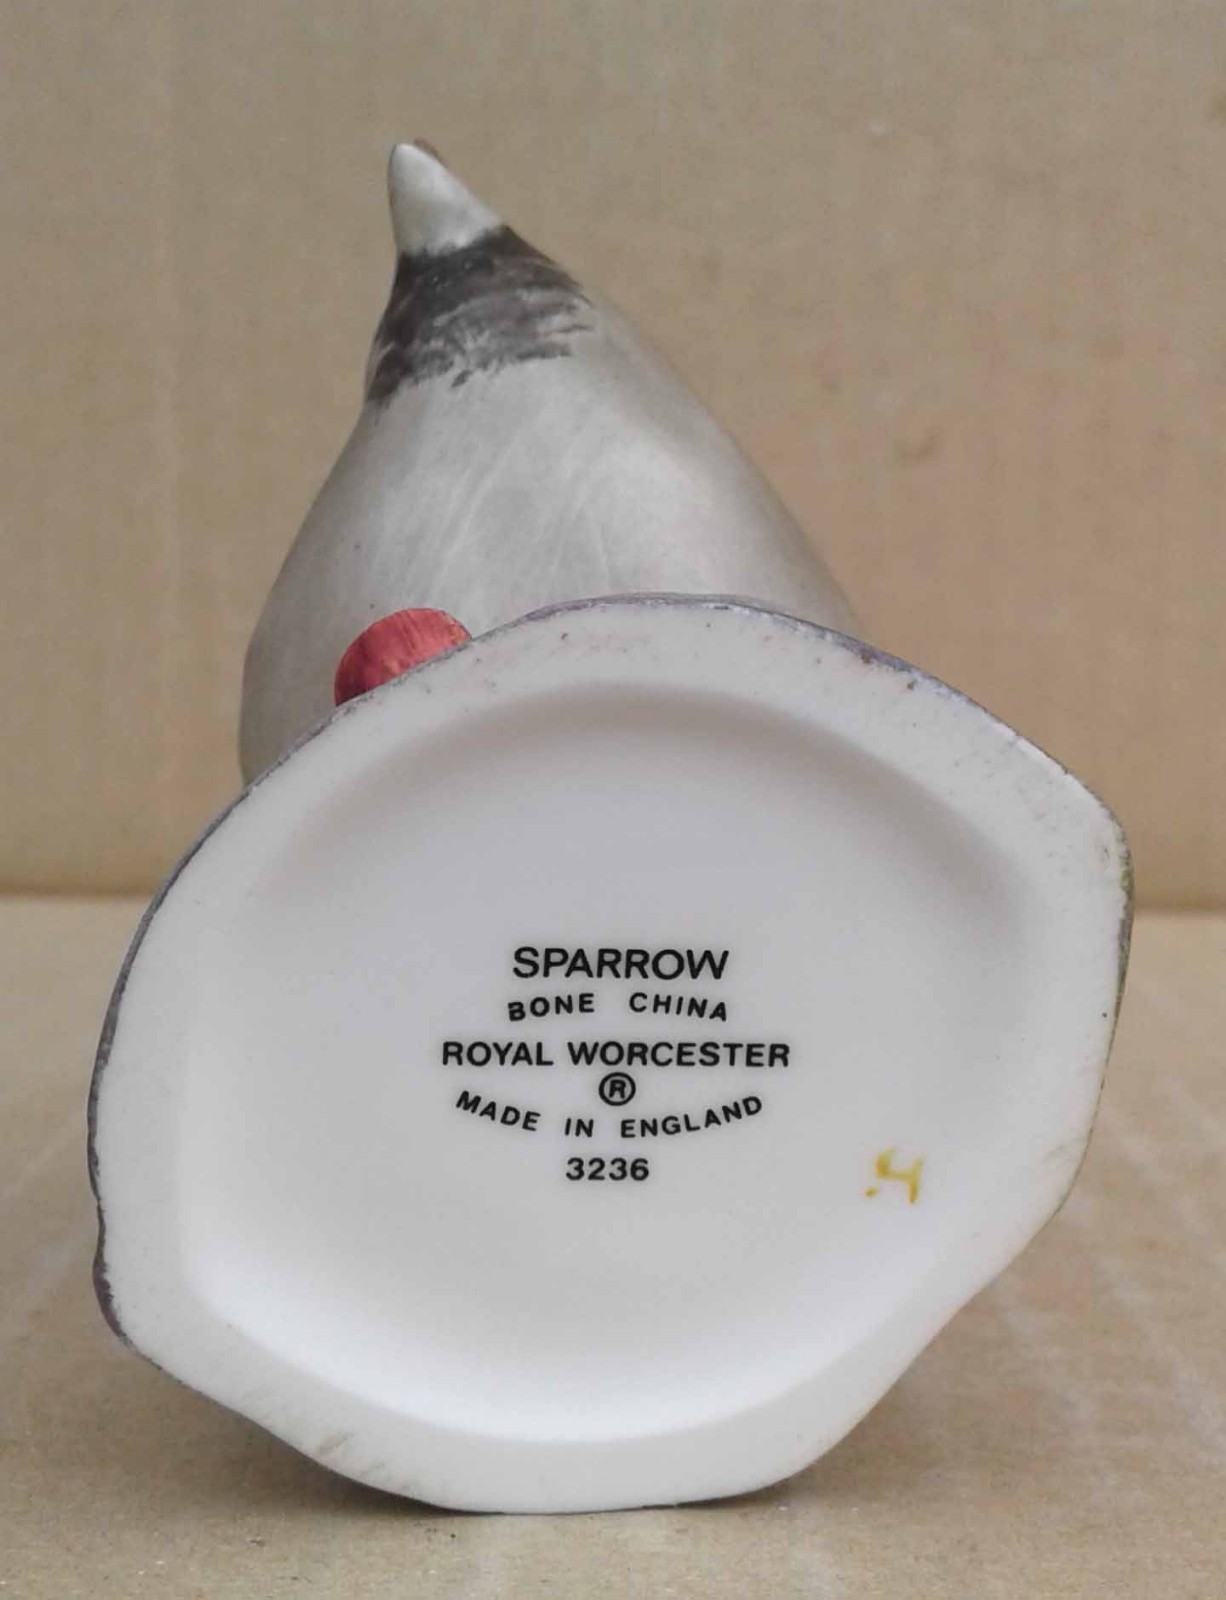 SPARROW
BONE CHINA
ROYAL WORCESTER
®
MADE IN ENGLAND
3236